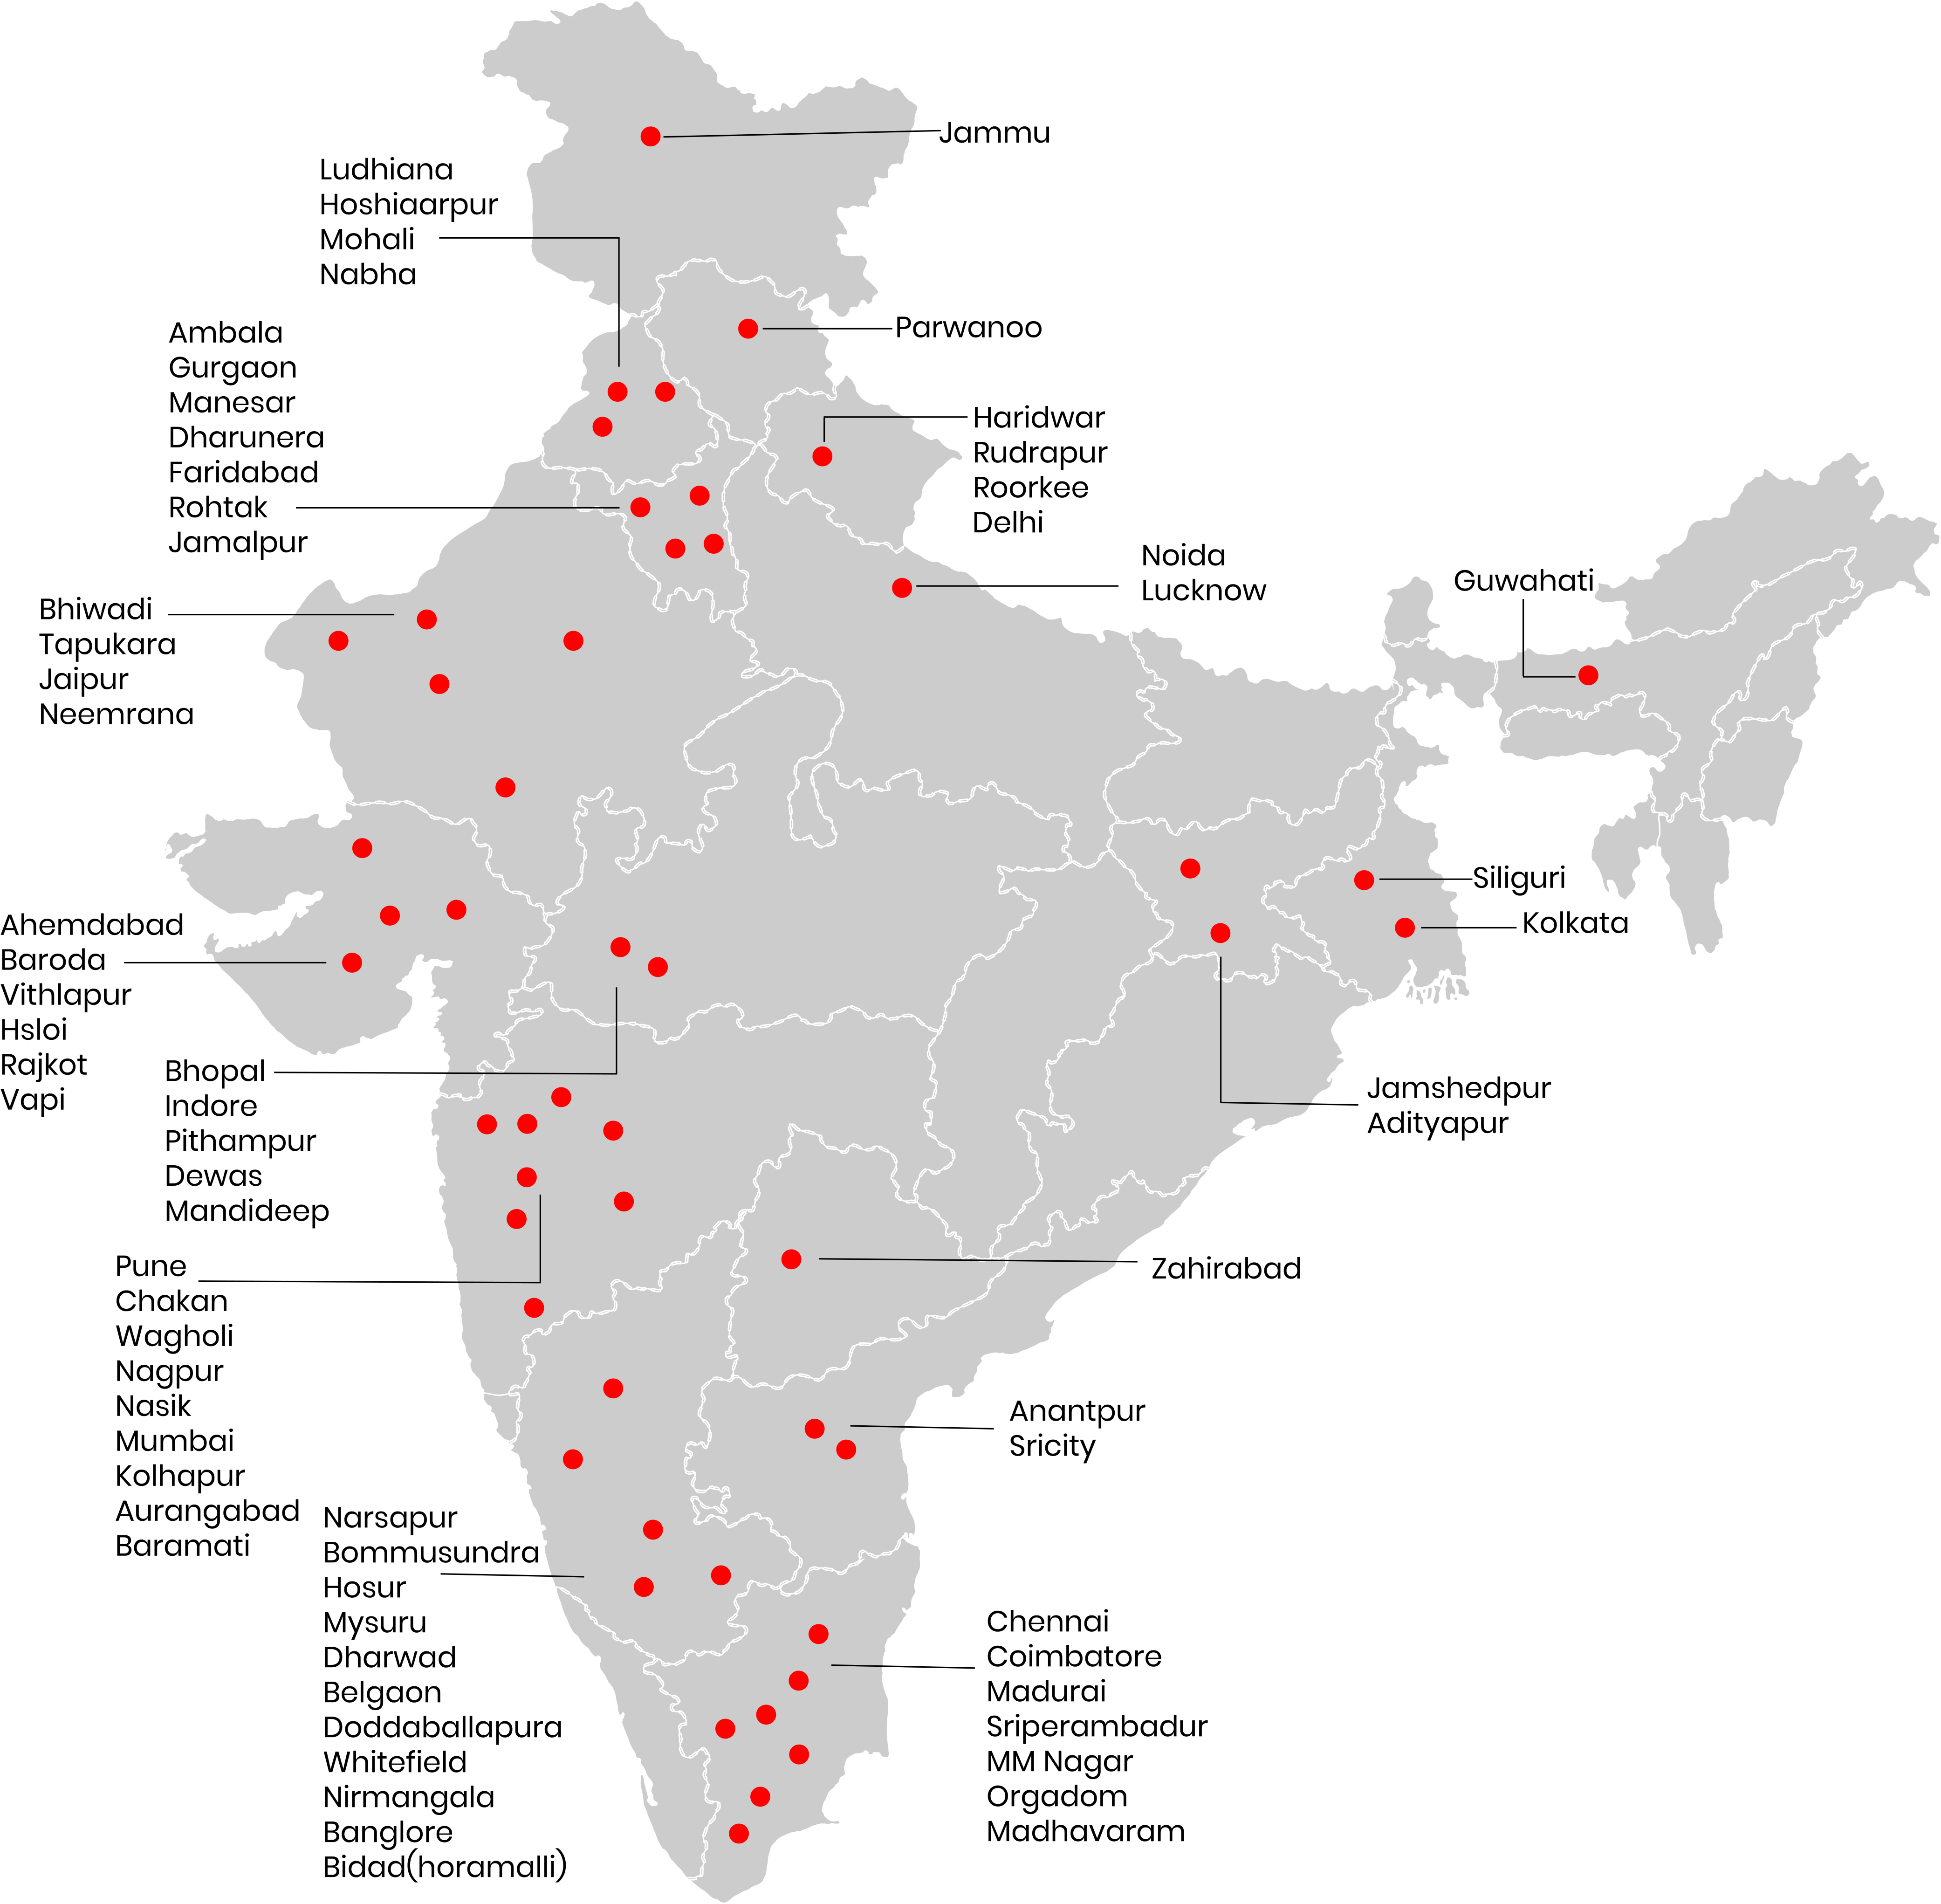 Jammu
Ludhiana
Hoshiaarpur
Mohali
Nabha
Parwanoo
Ambala
Gurgaon
Manesar
Dharunera
Faridabad
Rohtak
Jamalpur
Haridwar
Rudrapur
Roorkee
Delhi
Noida
Lucknow
Guwahati
Bhiwadi
Tapukara
Jaipur
Neemrana
Siliguri
Kolkata
Ahemdabad
Baroda
Vithlapur
Hsloi
Rajkot
Vapi
Bhopal
Indore
Pithampur
Dewas
Mandideep
Jamshedpur
Adityapur
Pune
Chakan
Wagholi
Nagpur
Nasik
Mumbai
Kolhapur
Aurangabad
Baramati
Zahirabad
Anantpur
Sricity
Narsapur
Bommusundra
Hosur
Mysuru
Dharwad
Belgaon
Doddaballapura
Whitefield
Nirmangala
Banglore
Bidad(horamalli)
Chennai
Coimbatore
Madurai
Sriperambadur
MM Nagar
Orgadom
Madhavaram